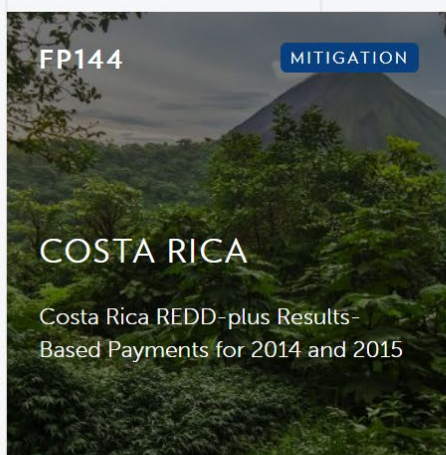 FP144
MITIGATION
COSTA RICA
Costa Rica REDD-plus Results-
Based Payments for 2014 and 2015